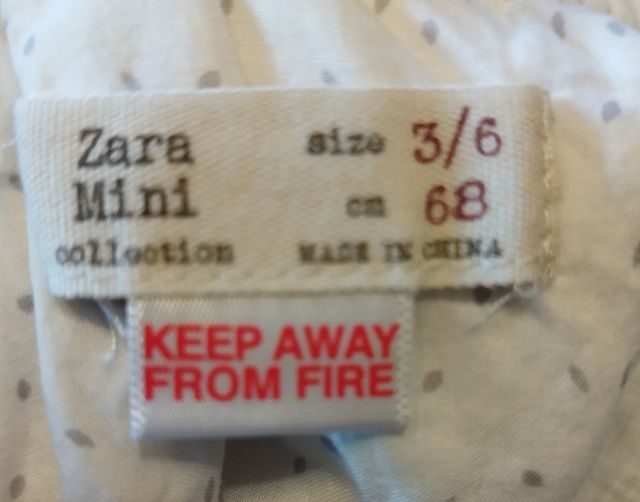 Zara size 3/6
Mini cm 68
collection MADE IN CHINA
KEEP AWAY
FROM FIRE